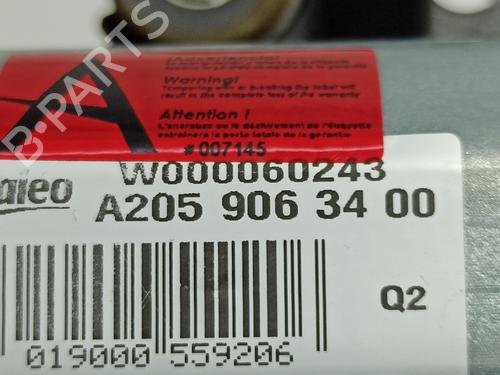 ¡Advertencia!
Warning!
Tempering with or breaking the label will
result in the complete loss of the warranty
Attention !
L'altération ou le déchirement de l'étiquette
entraînera la perte totale de la garantie
#007145
A
W000060243
A205 906 34 00
Q2
019000 559206
B-PARTS